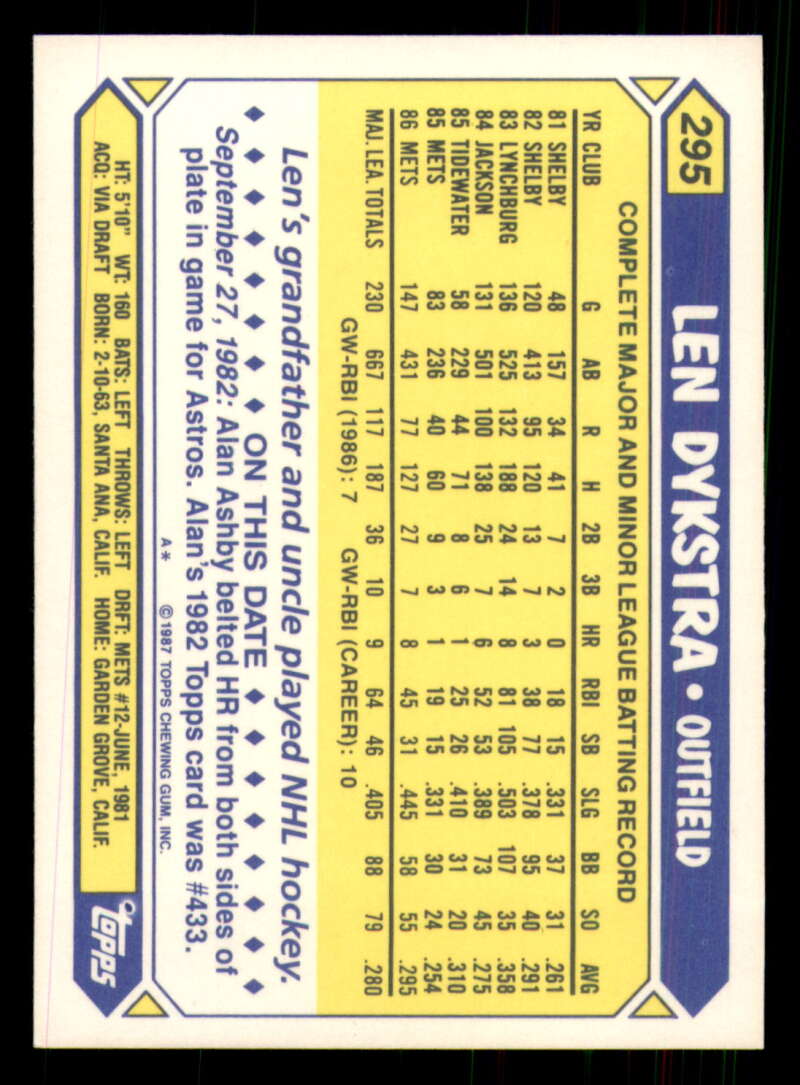 295 LEN DYKSTRA • OUTFIELD
COMPLETE MAJOR AND MINOR LEAGUE BATTING RECORD
YR CLUB G AB R H 2B 3B HR RBI SB SLG BB SO AVG
81 SHELBY 48 157 34 41 7 2 0 18 15 .331 37 31 .261
82 SHELBY 120 413 95 120 13 7 3 38 77 .378 95 40 .291
83 LYNCHBURG 136 525 132 188 24 14 8 81 105 .503 107 35 .358
84 JACKSON 131 501 100 138 25 7 6 52 53 .389 73 45 .275
85 TIDEWATER 58 229 44 71 8 6 1 25 26 .410 31 20 .310
85 METS 83 236 40 60 9 3 1 19 15 .331 30 24 .254
86 METS 147 431 77 127 27 7 8 45 31 .445 58 55 .295
MAJ. LEA. TOTALS 230 667 117 187 36 10 9 64 46 .405 88 79 .280
GW-RBI (1986): 7 GW-RBI (CAREER): 10
Len's grandfather and uncle played NHL hockey.
◆ ◆ ◆ ◆ ◆ ◆ ◆ ◆ ON THIS DATE ◆ ◆ ◆ ◆ ◆ ◆ ◆ ◆
September 27, 1982: Alan Ashby belted HR from both sides of
plate in game for Astros. Alan's 1982 Topps card was #433.
A* © 1987 TOPPS CHEWING GUM, INC.
HT: 5'10" WT: 160 BATS: LEFT THROWS: LEFT DRFT: METS #12-JUNE, 1981
ACQ: VIA DRAFT BORN: 2-10-63, SANTA ANA, CALIF. HOME: GARDEN GROVE, CALIF.
topps